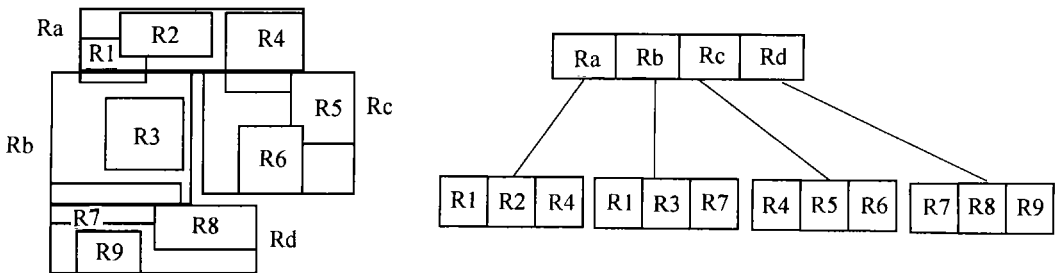 Ra R1 R2 R4
Rb R3 R5 Rc
R6
R7 R8 Rd
R9
Ra Rb Rc Rd
R1 R2 R4 R1 R3 R7 R4 R5 R6 R7 R8 R9